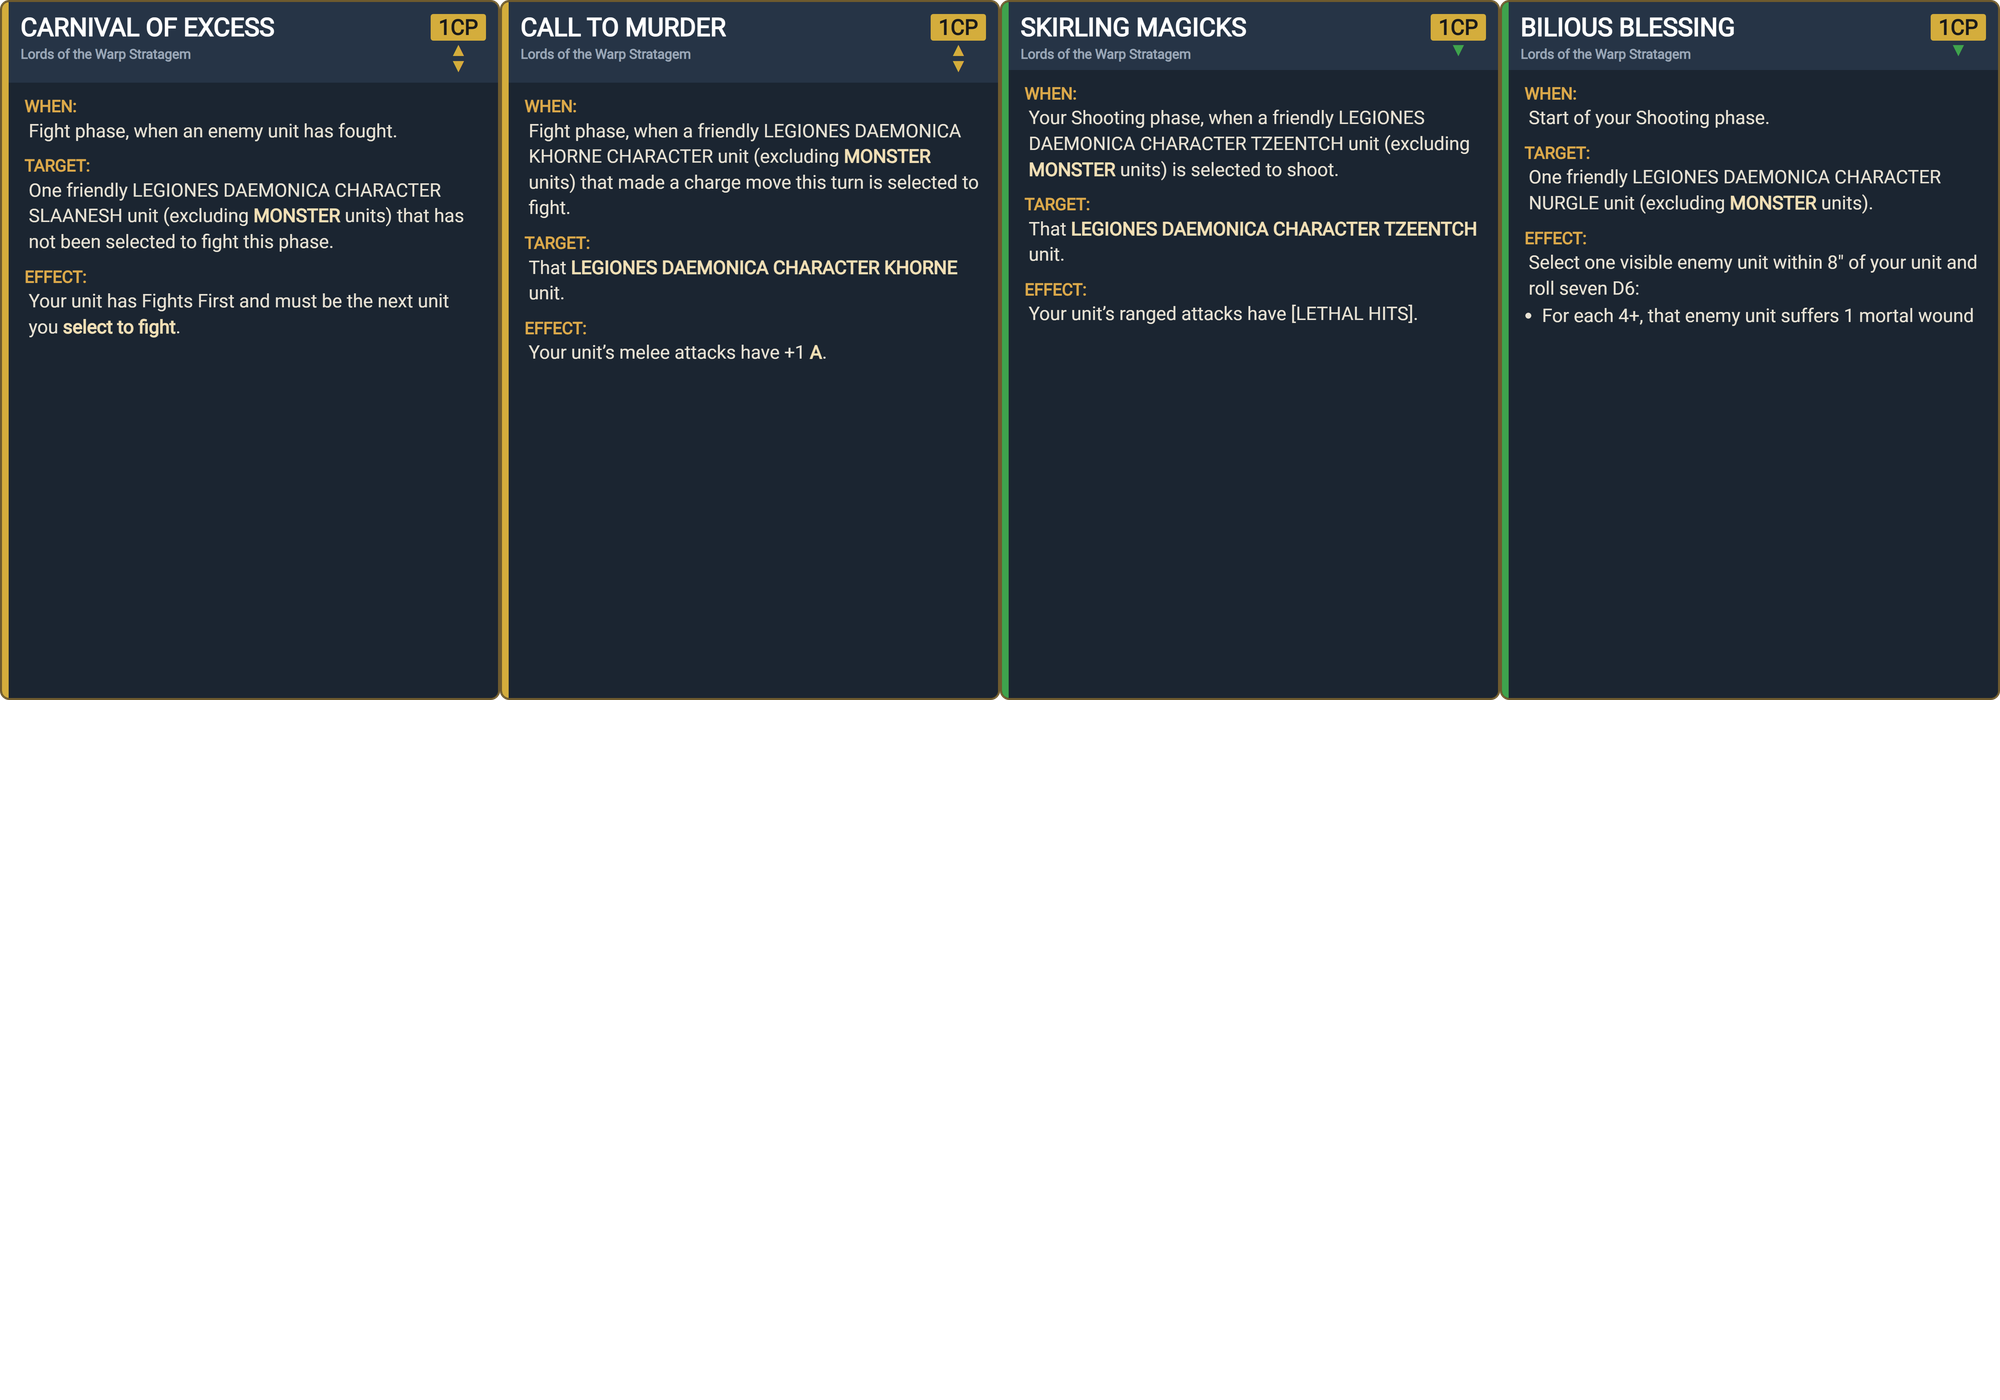 CARNIVAL OF EXCESS
1CP
Lords of the Warp Stratagem
WHEN:
Fight phase, when an enemy unit has fought.
TARGET:
One friendly LEGIONES DAEMONICA CHARACTER
SLAANESH unit (excluding MONSTER units) that has
not been selected to fight this phase.
EFFECT:
Your unit has Fights First and must be the next unit
you select to fight.
CALL TO MURDER
1CP
Lords of the Warp Stratagem
WHEN:
Fight phase, when a friendly LEGIONES DAEMONICA
KHORNE CHARACTER unit (excluding MONSTER
units) that made a charge move this turn is selected to
fight.
TARGET:
That LEGIONES DAEMONICA CHARACTER KHORNE
unit.
EFFECT:
Your unit’s melee attacks have +1 A.
SKIRLING MAGICKS
1CP
Lords of the Warp Stratagem
WHEN:
Your Shooting phase, when a friendly LEGIONES
DAEMONICA CHARACTER TZEENTCH unit (excluding
MONSTER units) is selected to shoot.
TARGET:
That LEGIONES DAEMONICA CHARACTER TZEENTCH
unit.
EFFECT:
Your unit’s ranged attacks have [LETHAL HITS].
BILIOUS BLESSING
1CP
Lords of the Warp Stratagem
WHEN:
Start of your Shooting phase.
TARGET:
One friendly LEGIONES DAEMONICA CHARACTER
NURGLE unit (excluding MONSTER units).
EFFECT:
Select one visible enemy unit within 8" of your unit and
roll seven D6:
• For each 4+, that enemy unit suffers 1 mortal wound